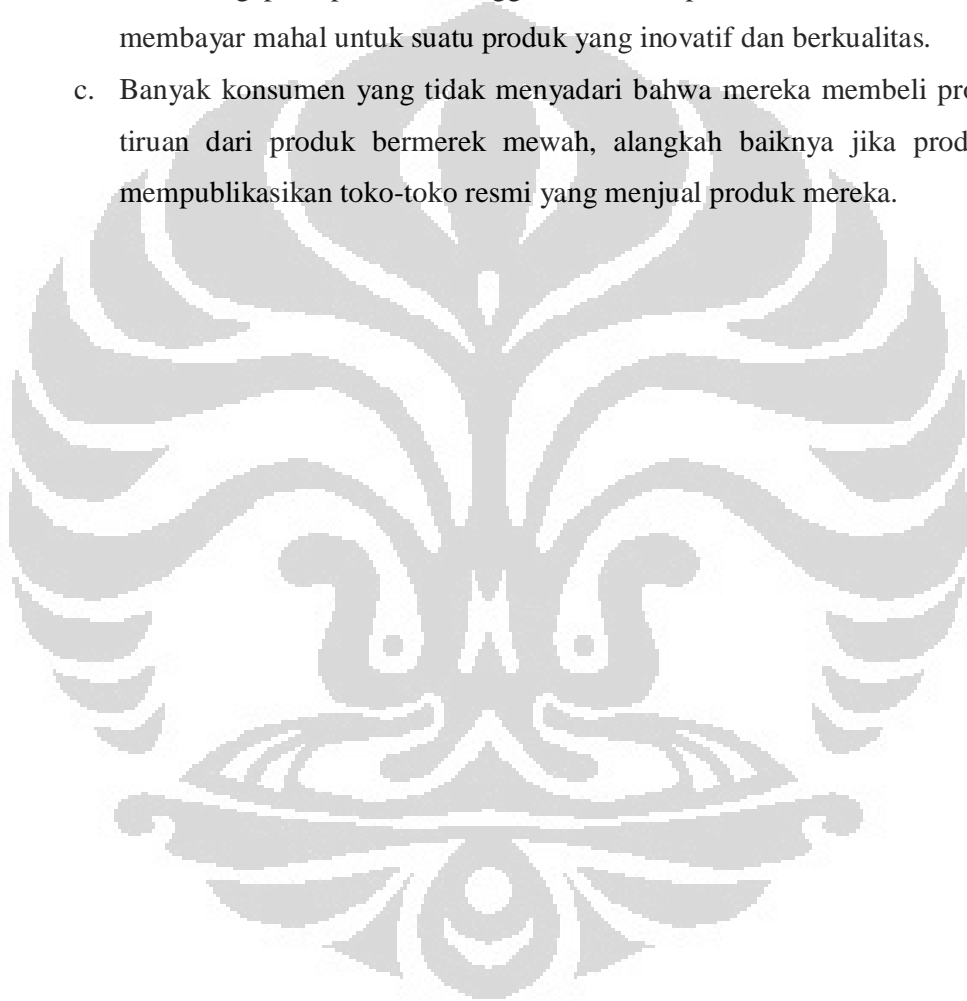 membayar mahal untuk suatu produk yang inovatif dan berkualitas.
c. Banyak konsumen yang tidak menyadari bahwa mereka membeli
tiruan dari produk bermerek mewah, alangkah baiknya jika
mempublikasikan toko-toko resmi yang menjual produk mereka.